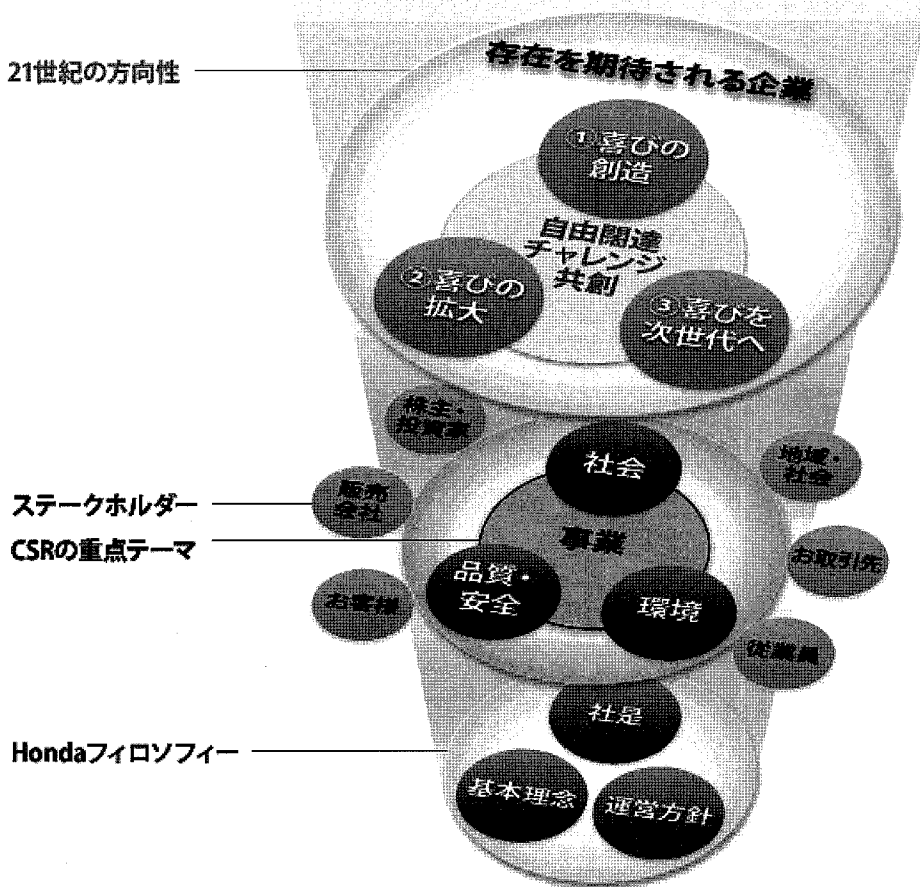 21世紀の方向性
存在を期待される企業
①喜びの
創造
自由闊達
チャレンジ
共創
②喜びの
拡大
③喜びを
次世代へ
株主・
投資家
社会
地域・
社会
ステークホルダー
販売
会社
CSRの重点テーマ
事業
お取引先
品質・
安全
環境
お客様
従業員
Hondaフィロソフィー
社是
基本理念
運営方針